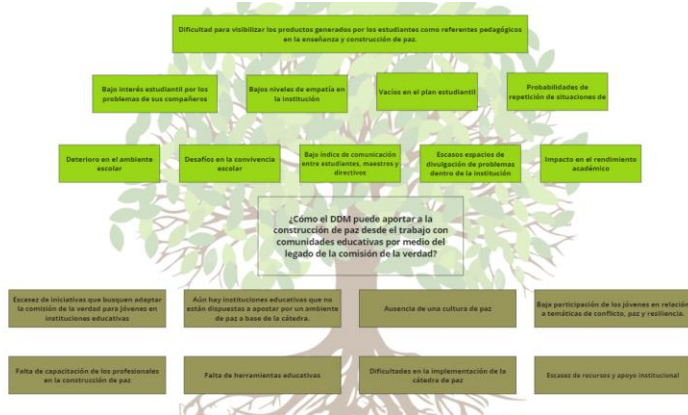 Dificultad para visibilizar los productos generados por los estudiantes como referentes pedagógicos
en la enseñanza y construcción de paz.
Bajo interés estudiantil por los
problemas de sus compañeros
Bajos niveles de empatía en
la institución
Vacíos en el plan estudiantil
Probabilidades de
repetición de situaciones de
Deterioro en el ambiente
escolar
Desafíos en la convivencia
escolar
Bajo índice de comunicación
entre estudiantes, maestros y
directivos
Escasos espacios de
divulgación de problemas
dentro de la institución
Impacto en el rendimiento
académico
¿Cómo el DDM puede aportar a la
construcción de paz desde el trabajo con
comunidades educativas por medio del
legado de la comisión de la verdad?
Escasez de iniciativas que busquen adaptar
la comisión de la verdad para jóvenes en
instituciones educativas
Aún hay instituciones educativas que no
están dispuestas a apostar por un ambiente
de paz a base de la cátedra.
Ausencia de una cultura de paz
Baja participación de los jóvenes en relación
a temáticas de conflicto, paz y resiliencia.
Falta de capacitación de los profesionales
en la construcción de paz
Falta de herramientas educativas
Dificultades en la implementación de la
cátedra de paz
Escasez de recursos y apoyo institucional